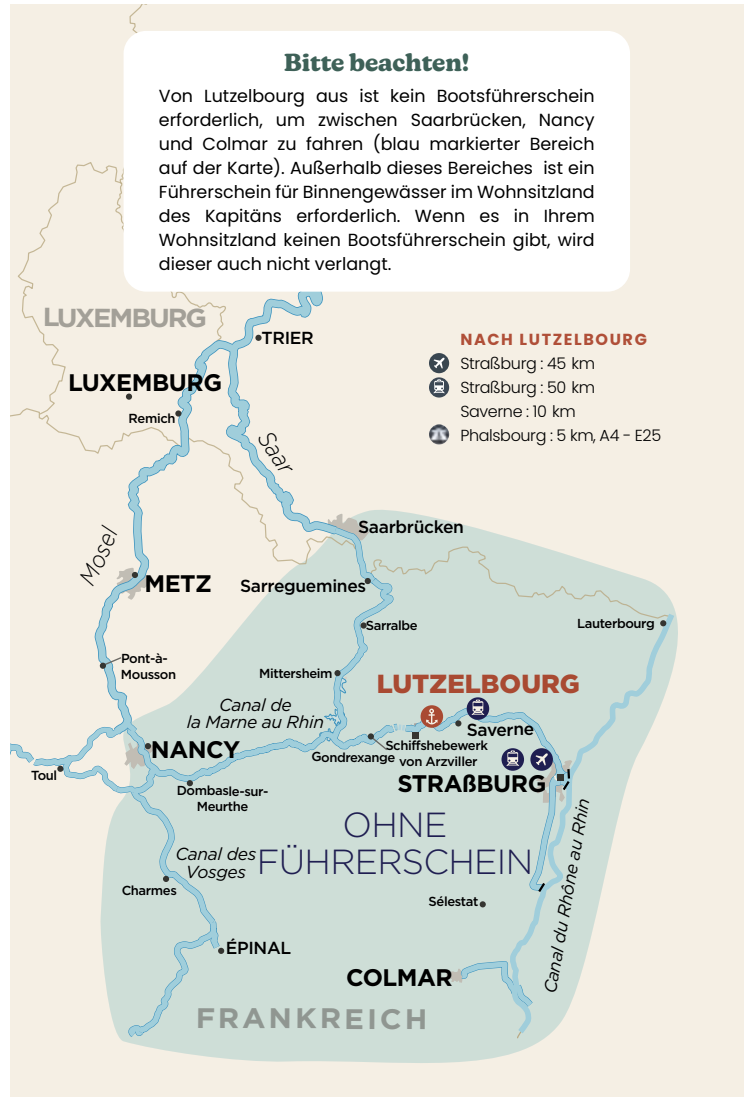 Bitte beachten!
Von Lutzelbourg aus ist kein Bootsführerschein
erforderlich, um zwischen Saarbrücken, Nancy
und Colmar zu fahren (blau markierter Bereich
auf der Karte). Außerhalb dieses Bereiches ist ein
Führerschein für Binnengewässer im Wohnsitzland
des Kapitäns erforderlich. Wenn es in Ihrem
Wohnsitzland keinen Bootsführerschein gibt, wird
dieser auch nicht verlangt.
LUXEMBURG
TRIER
NACH LUTZELBOURG
Straßburg : 45 km
Straßburg : 50 km
Saverne : 10 km
Phalsbourg : 5 km, A4 - E25
LUXEMBURG
Remich
Saar
Mosel
Saarbrücken
METZ
Sarreguemines
Sarralbe
Lauterbourg
Pont-à-
Mousson
Mittersheim
LUTZELBOURG
Canal de
la Marne au Rhin
Saverne
NANCY
Gondrexange
Schiffshebewerk
von Arzviller
Toul
Dombasle-sur-
Meurthe
STRAßBURG
OHNE
FÜHRERSCHEIN
Canal des
Vosges
Canal du Rhône au Rhin
Charmes
Sélestat
ÉPINAL
COLMAR
FRANKREICH